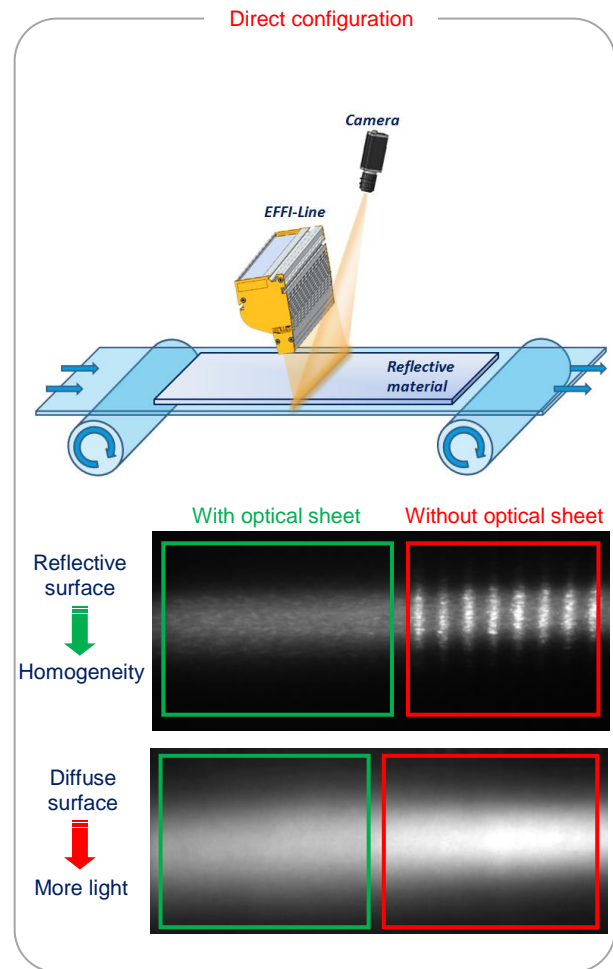 Direct configuration
Camera
EFFI-Line
Reflective
material
With optical sheet
Without optical sheet
Reflective
surface
Homogeneity
Diffuse
surface
More light